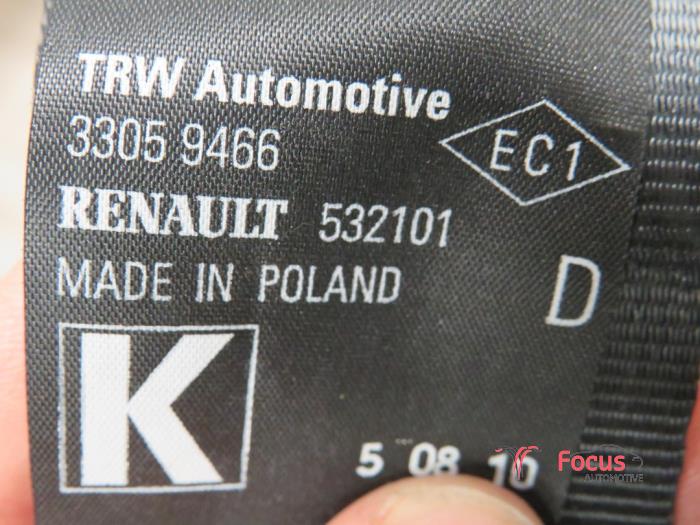 TRW Automotive
3305 9466
EC1
RENAULT 532101
MADE IN POLAND
D
K
5 08 10
Focus
AUTOMOTIVE